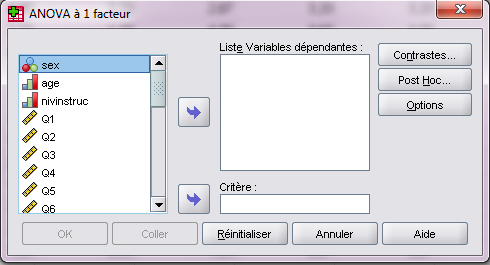 ANOVA à 1 facteur
sex
age
nivinstruc
Q1
Q2
Q3
Q4
Q5
Q6
Liste Variables dépendantes :
Critère :
Contrastes...
Post Hoc...
Options
OK
Coller
Réinitialiser
Annuler
Aide